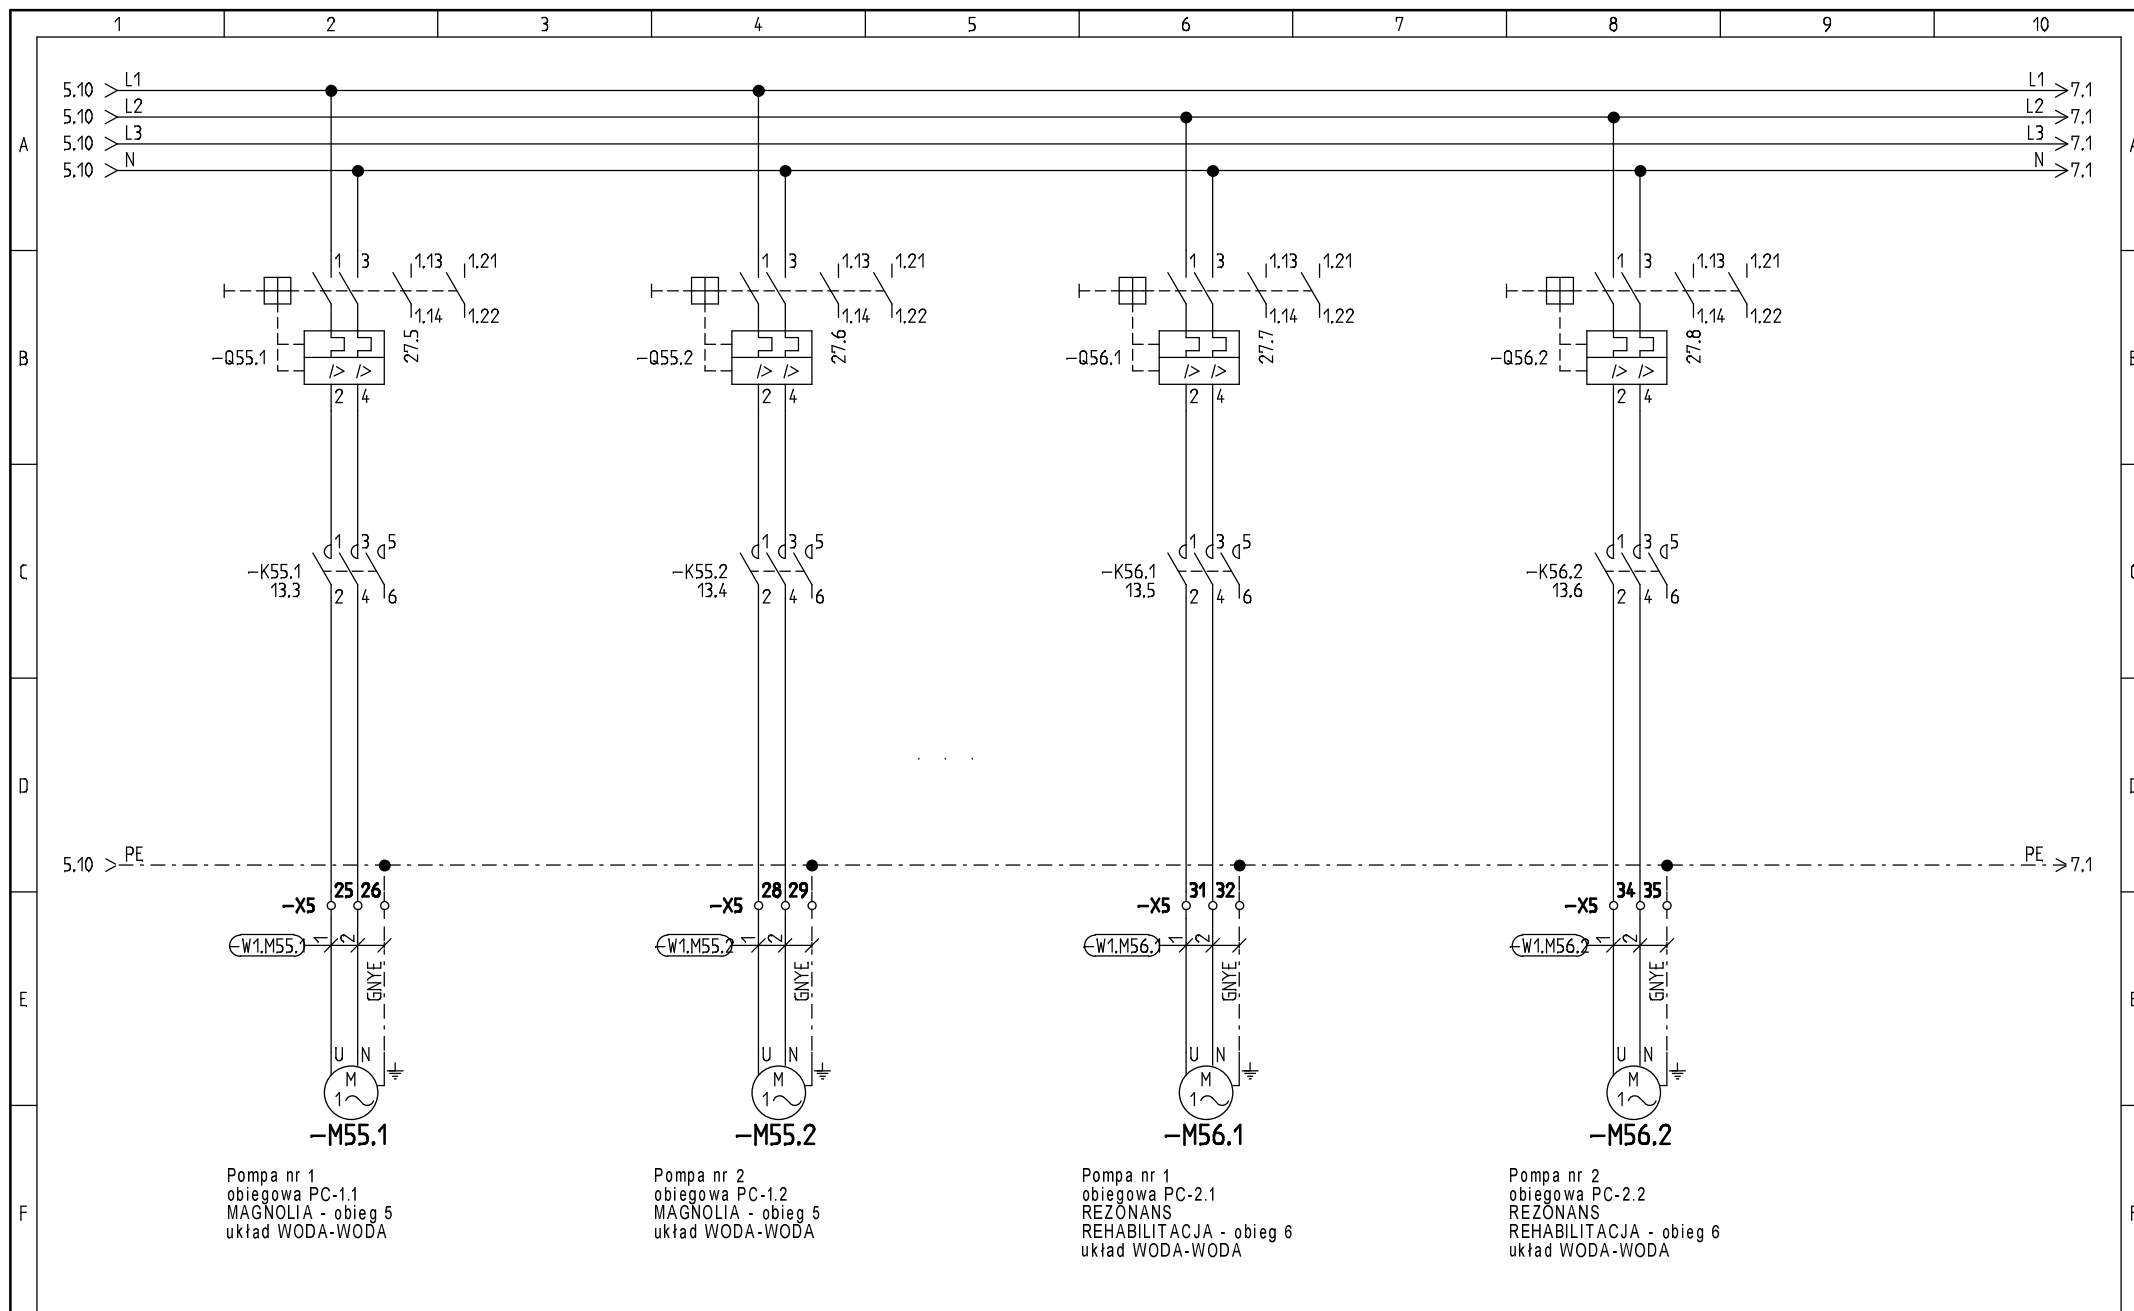 1 2 3 4 5 6 7 8 9 10
5.10 L1 L1 7.1
5.10 L2 L2 7.1
5.10 L3 L3 7.1
5.10 N N 7.1
A A
1 3 1.13 1.21 1 3 1.13 1.21 1 3 1.13 1.21 1 3 1.13 1.21
1.14 1.22 1.14 1.22 1.14 1.22 1.14 1.22
B -Q55.1 27.5 -Q55.2 27.6 -Q56.1 27.7 -Q56.2 27.8
I> I> I> I> I> I> I> I>
2 4 2 4 2 4 2 4
1 3 5 1 3 5 1 3 5 1 3 5
C -K55.1 -K55.2 -K56.1 -K56.2
13.3 2 4 6 13.4 2 4 6 13.5 2 4 6 13.6 2 4 6
D
5.10 PE PE 7.1
-X5 25 26 -X5 28 29 -X5 31 32 -X5 34 35
-W1.M55.1 1 2 -W1.M55.2 1 2 -W1.M56.1 1 2 -W1.M56.2 1 2
E GNYE GNYE GNYE GNYE
U N U N U N U N
M M M M
1~ 1~ 1~ 1~
-M55.1 -M55.2 -M56.1 -M56.2
F
Pompa nr 1
obiegowa PC-1.1
MAGNOLIA - obieg 5
układ WODA-WODA
Pompa nr 2
obiegowa PC-1.2
MAGNOLIA - obieg 5
układ WODA-WODA
Pompa nr 1
obiegowa PC-2.1
REZONANS
REHABILITACJA - obieg 6
układ WODA-WODA
Pompa nr 2
obiegowa PC-2.2
REZONANS
REHABILITACJA - obieg 6
układ WODA-WODA